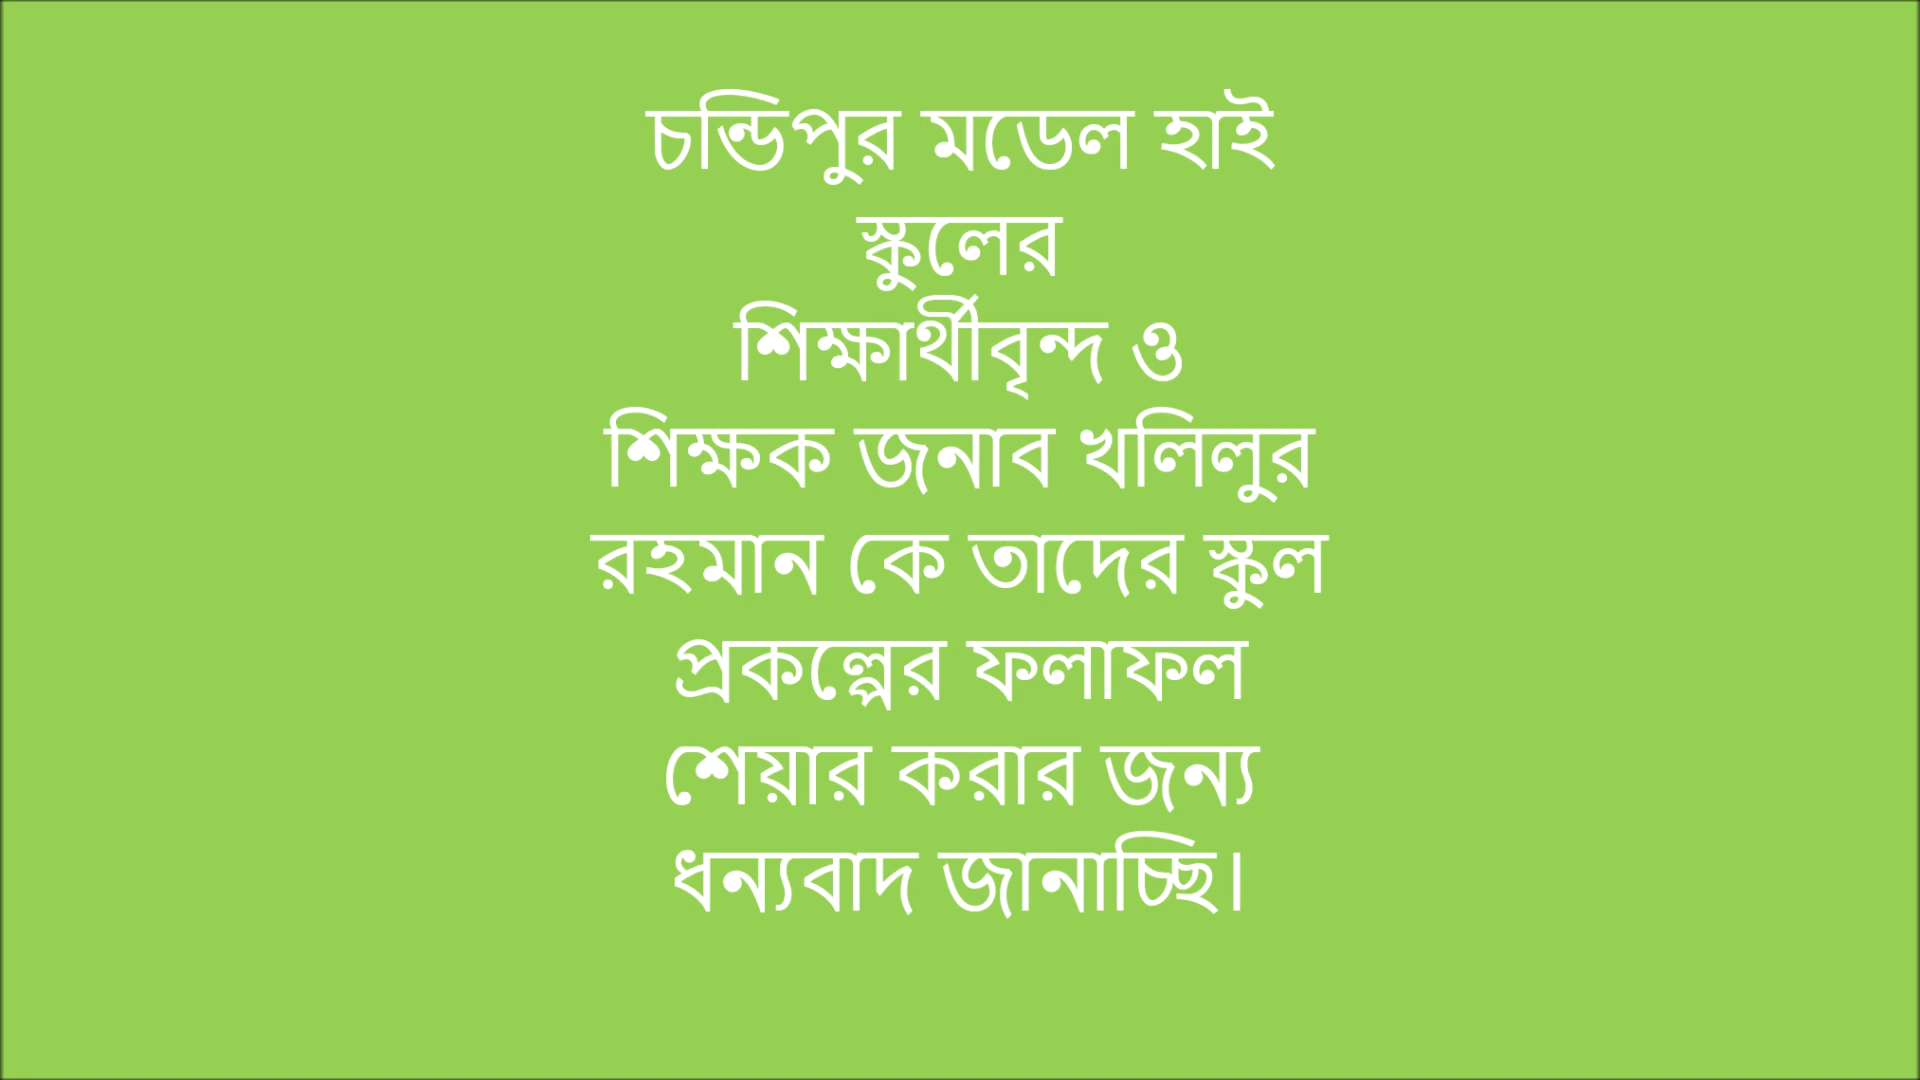 চন্ডিপুর মডেল হাই
স্কুলের
শিক্ষার্থীবৃন্দ ও
শিক্ষক জনাব খলিলুর
রহমান কে তাদের স্কুল
প্রকল্পের ফলাফল
শেয়ার করার জন্য
ধন্যবাদ জানাচ্ছি।